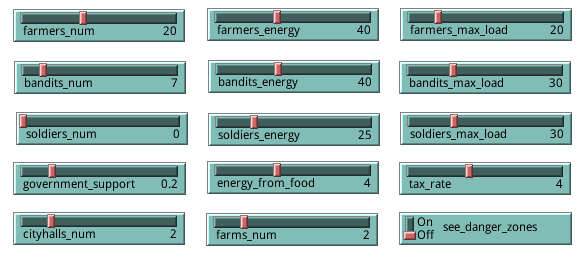 farmers_num 20 farmers_energy 40 farmers_max_load 20
bandits_num 7 bandits_energy 40 bandits_max_load 30
soldiers_num 0 soldiers_energy 25 soldiers_max_load 30
government_support 0.2 energy_from_food 4 tax_rate 4
cityhalls_num 2 farms_num 2 On
Off see_danger_zones